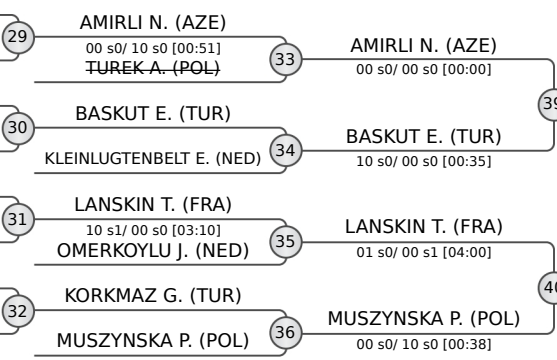 29
AMIRLI N. (AZE)
00 s0/ 10 s0 [00:51]
TUREK A. (POL)
33
AMIRLI N. (AZE)
00 s0/ 00 s0 [00:00]
39
30
BASKUT E. (TUR)
KLEINLUGTENBELT E. (NED)
34
BASKUT E. (TUR)
10 s0/ 00 s0 [00:35]
31
LANSKIN T. (FRA)
10 s1/ 00 s0 [03:10]
OMERKOYLU J. (NED)
35
LANSKIN T. (FRA)
01 s0/ 00 s1 [04:00]
40
32
KORKMAZ G. (TUR)
MUSZYNSKA P. (POL)
36
MUSZYNSKA P. (POL)
00 s0/ 10 s0 [00:38]